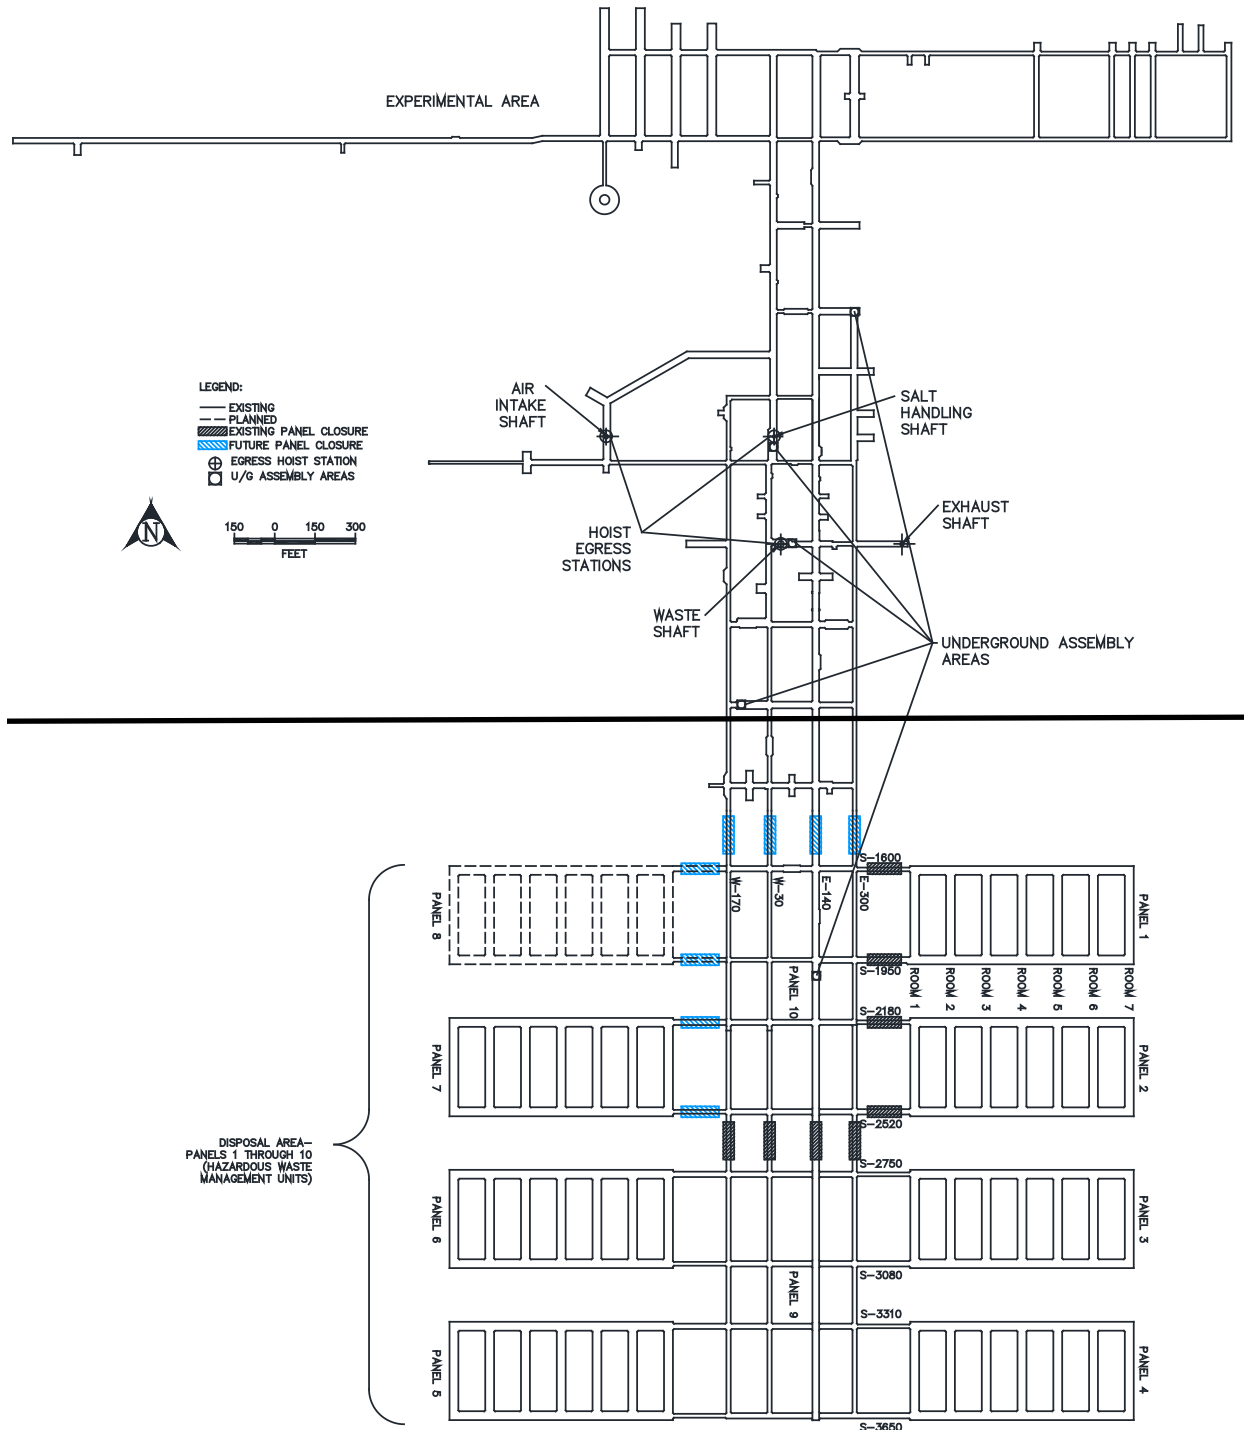 EXPERIMENTAL AREA
LEGEND:
EXISTING
PLANNED
EXISTING PANEL CLOSURE
FUTURE PANEL CLOSURE
EGRESS HOIST STATION
U/G ASSEMBLY AREAS
N
150 0 150 300
FEET
AIR
INTAKE
SHAFT
SALT
HANDLING
SHAFT
EXHAUST
SHAFT
HOIST
EGRESS
STATIONS
WASTE
SHAFT
UNDERGROUND ASSEMBLY
AREAS
S-1600
W-170
W-30
E-140
E-300
PANEL 8
PANEL 1
S-1950
PANEL 10
ROOM 1
ROOM 2
ROOM 3
ROOM 4
ROOM 5
ROOM 6
ROOM 7
S-2180
PANEL 7
PANEL 2
S-2520
DISPOSAL AREA-
PANELS 1 THROUGH 10
(HAZARDOUS WASTE
MANAGEMENT UNITS)
S-2750
PANEL 6
PANEL 3
S-3080
PANEL 9
S-3310
PANEL 5
PANEL 4
S-3650